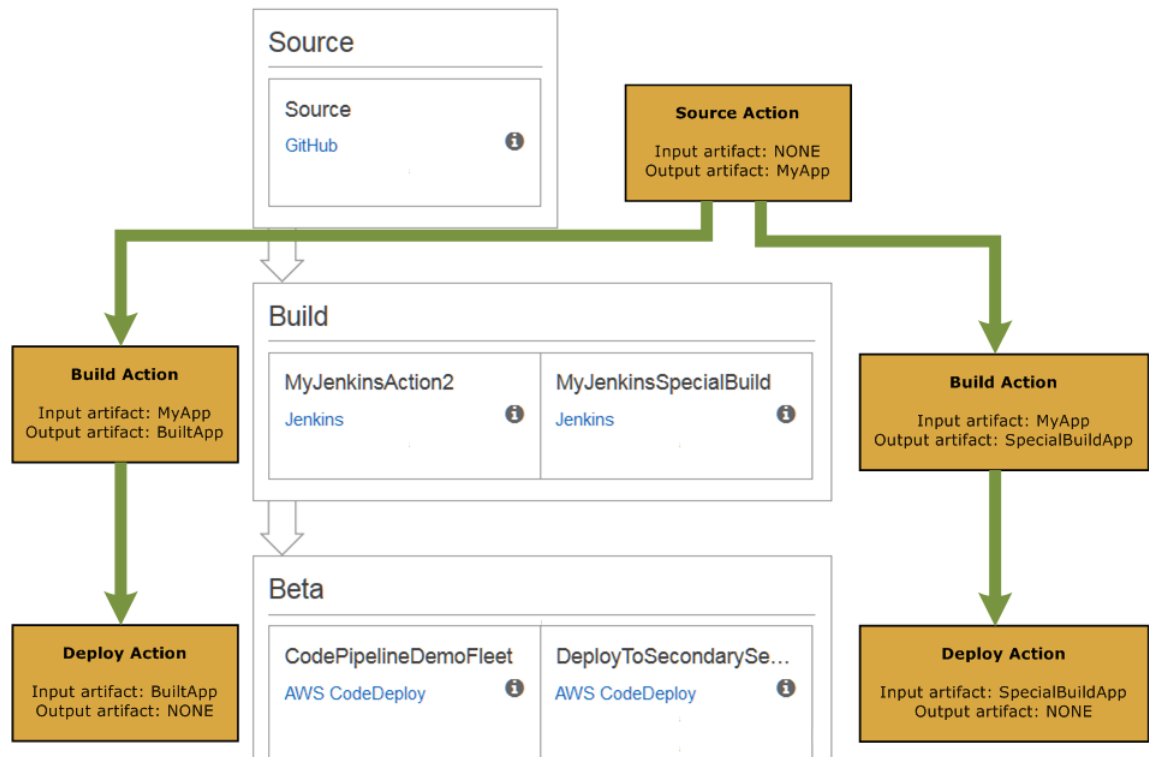 Source
Source
GitHub
Source Action
Input artifact: NONE
Output artifact: MyApp
Build
MyJenkinsAction2
Jenkins
MyJenkinsSpecialBuild
Jenkins
Build Action
Input artifact: MyApp
Output artifact: BuiltApp
Build Action
Input artifact: MyApp
Output artifact: SpecialBuildApp
Beta
CodePipelineDemoFleet
AWS CodeDeploy
DeployToSecondarySe...
AWS CodeDeploy
Deploy Action
Input artifact: BuiltApp
Output artifact: NONE
Deploy Action
Input artifact: SpecialBuildApp
Output artifact: NONE